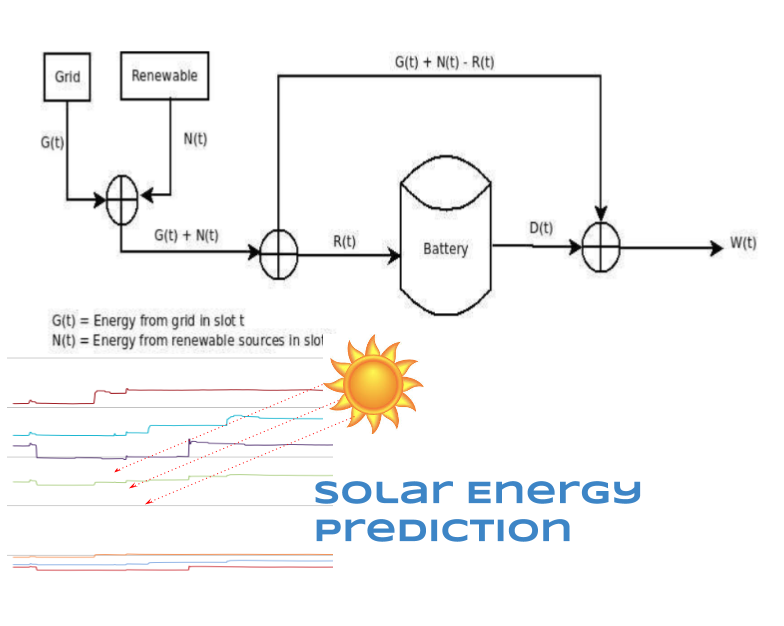 G(t) + N(t) - R(t)
Grid
Renewable
G(t)
N(t)
G(t) + N(t)
R(t)
Battery
D(t)
W(t)
G(t) = Energy from grid in slot t
N(t) = Energy from renewable sources in slot
Solar Energy
Prediction